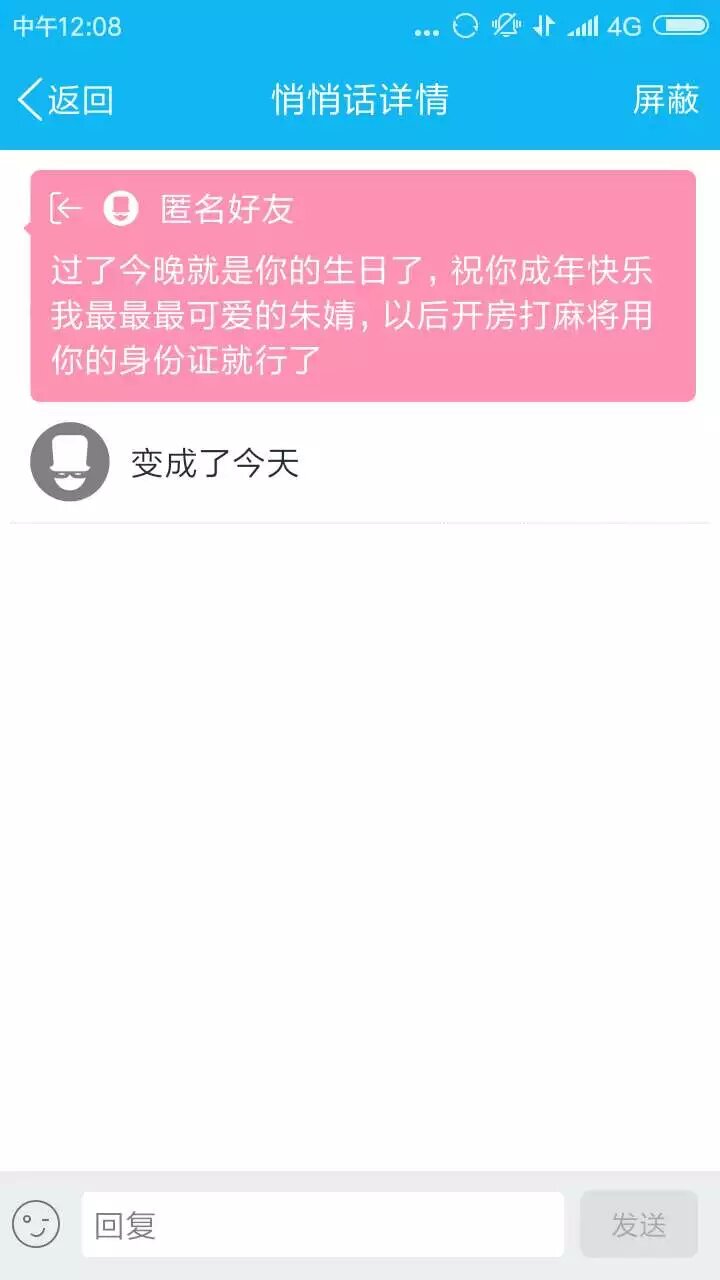 中午12:08
... 4G
返回 悄悄话详情 屏蔽
匿名好友
过了今晚就是你的生日了，祝你成年快乐
我最最最可爱的朱婧，以后开房打麻将用
你的身份证就行了
变成了今天
回复 发送